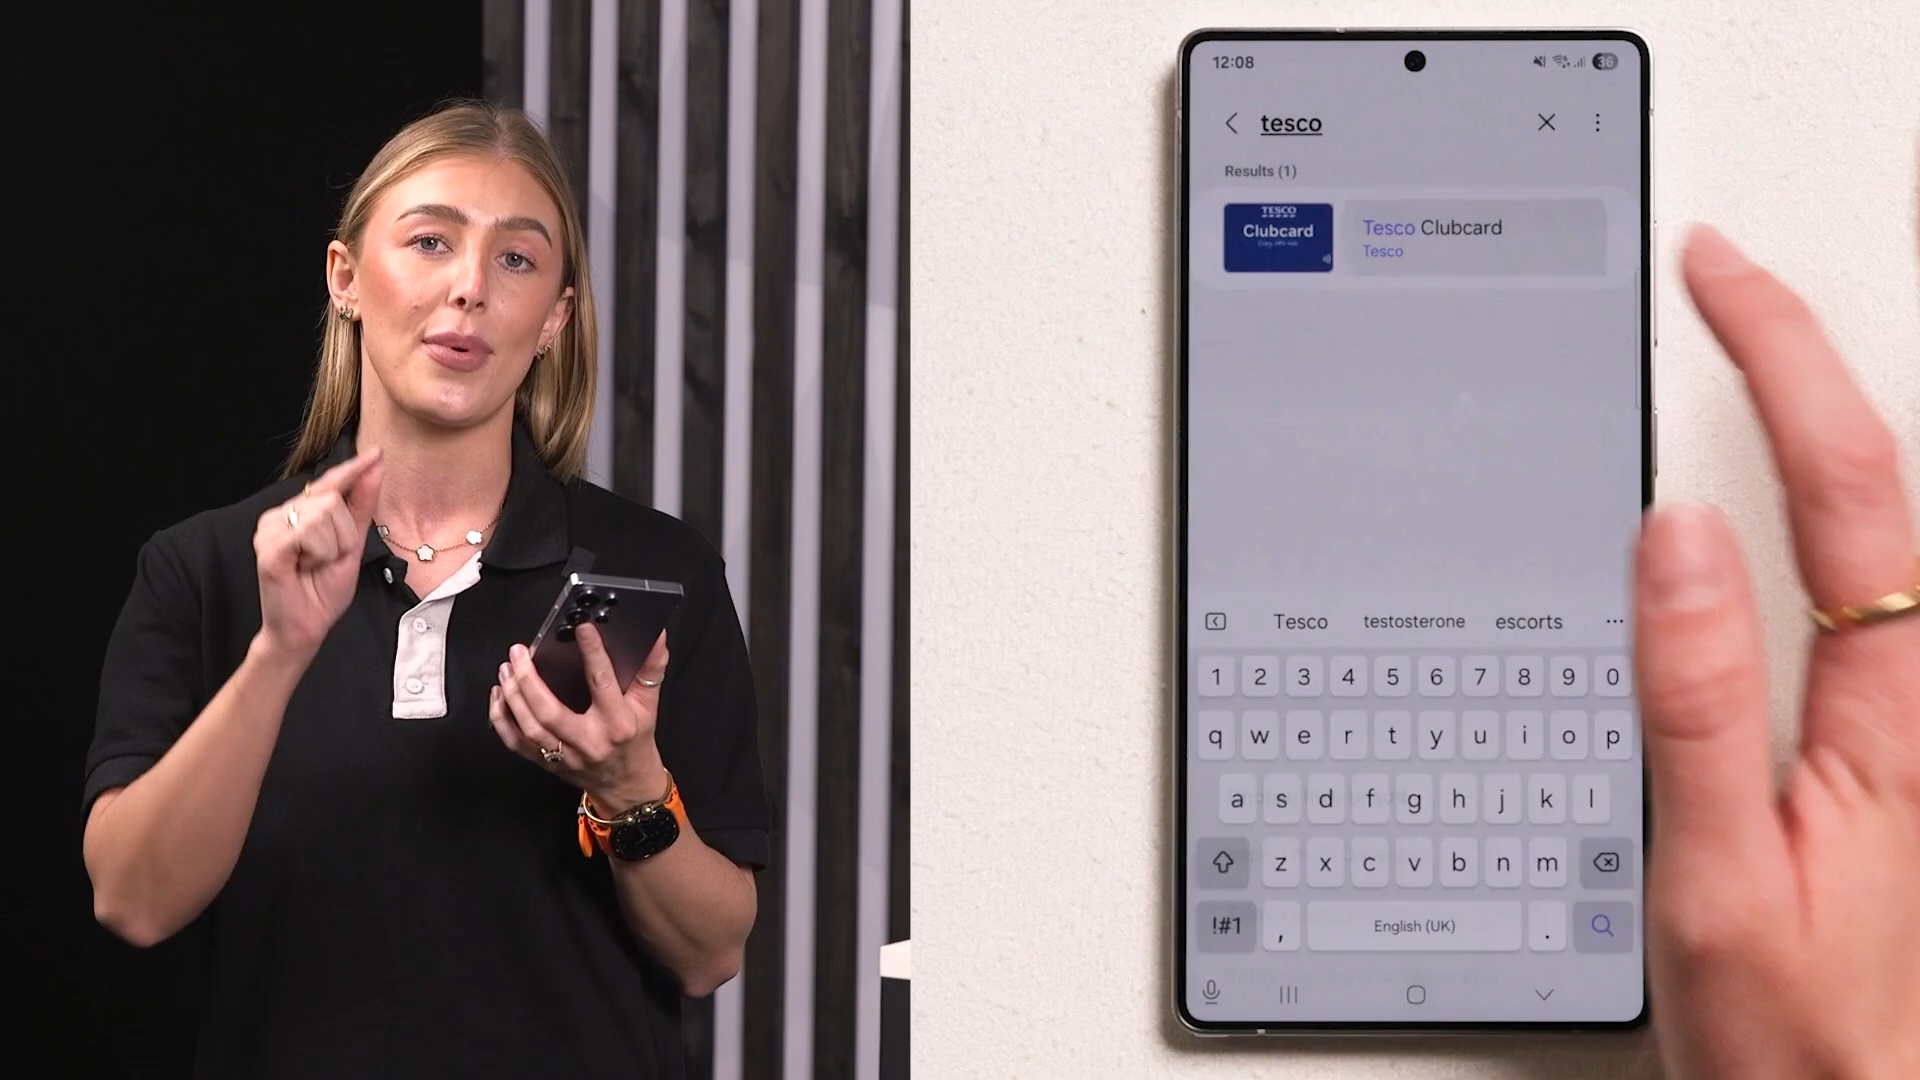 12:08
36
tesco
Results (1)
TESCO
Clubcard
Tesco Clubcard
Tesco
Tesco testosterone escorts ...
1 2 3 4 5 6 7 8 9 0
q w e r t y u i o p
a s d f g h j k l
z x c v b n m
!#1 , English (UK) .